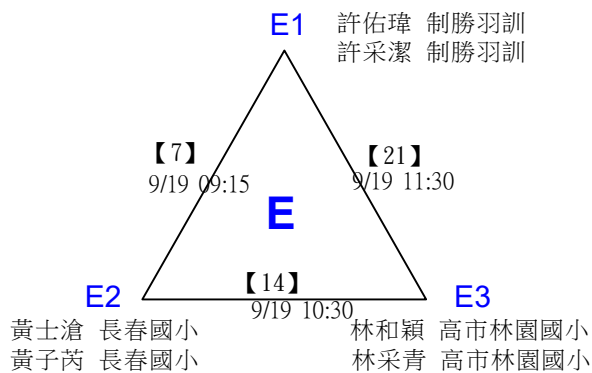 E1
許佑瑋 制勝羽訓
許采潔 制勝羽訓
【7】
9/19 09:15
【21】
9/19 11:30
E
【14】
9/19 10:30
E2
E3
黃士滄 長春國小
黃子芮 長春國小
林和穎 高市林園國小
林采青 高市林園國小